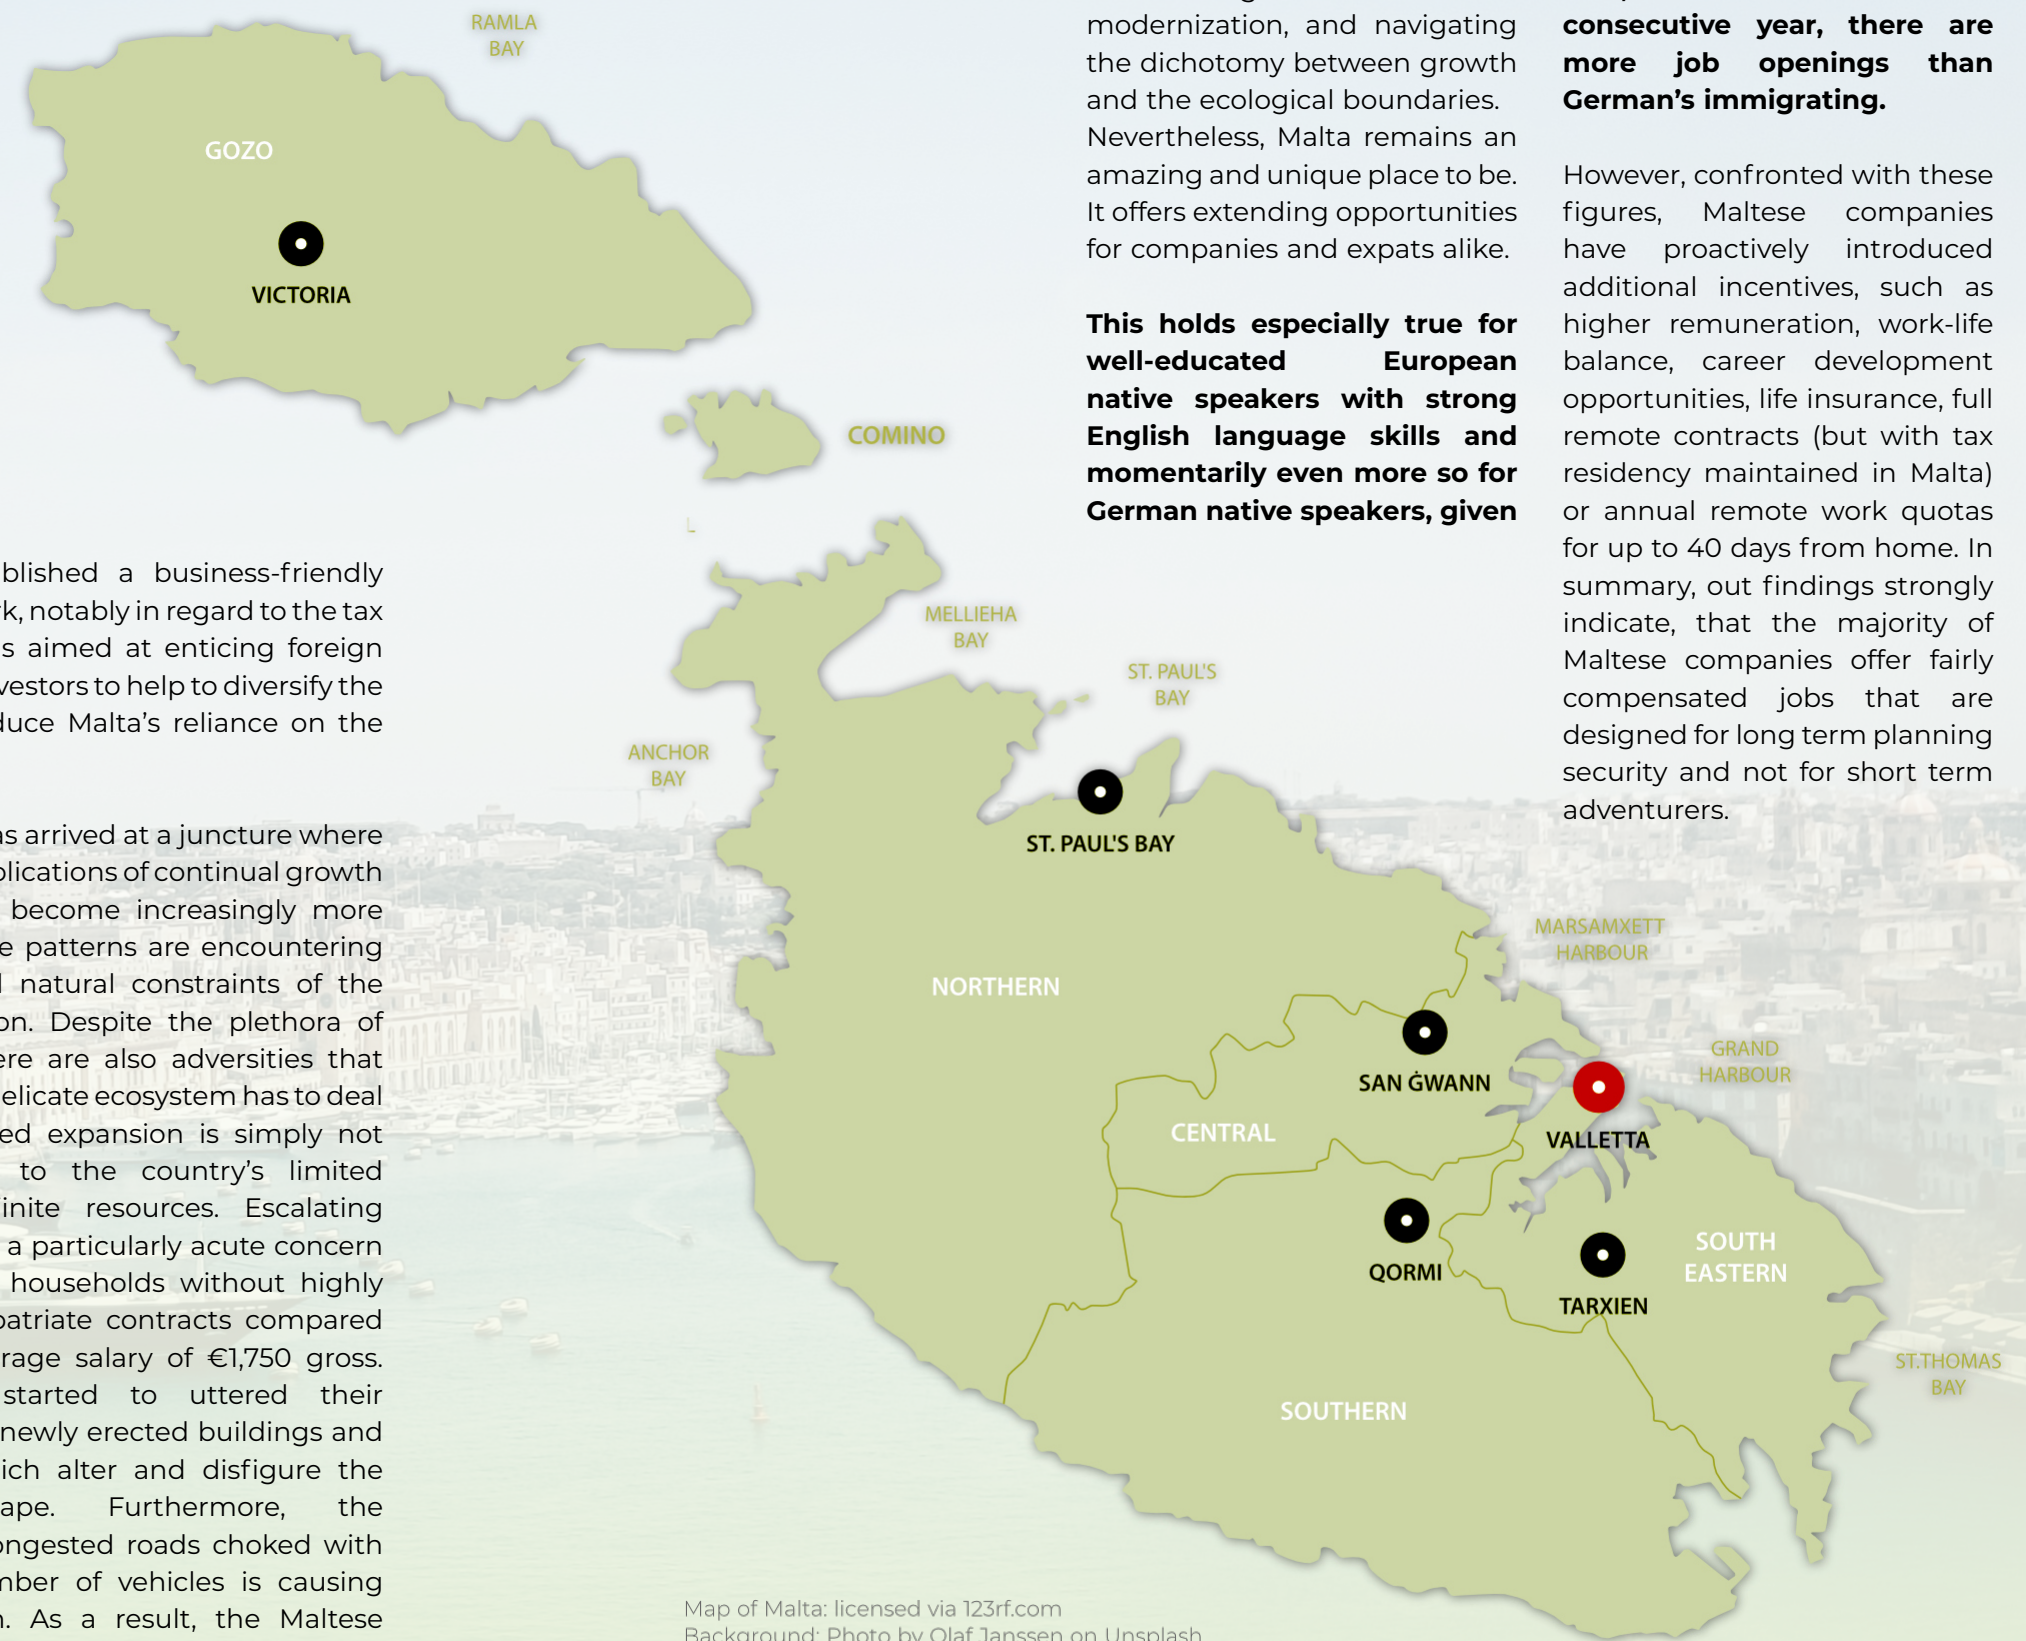 blished a business-friendly
rk, notably in regard to the tax
s aimed at enticing foreign
vestors to help to diversify the
duce Malta’s reliance on the
as arrived at a juncture where
plications of continual growth
become increasingly more
e patterns are encountering
l natural constraints of the
on. Despite the plethora of
ere are also adversities that
elicate ecosystem has to deal
ed expansion is simply not
to the country’s limited
finite resources. Escalating
a particularly acute concern
households without highly
patriate contracts compared
rage salary of €1,750 gross.
started to uttered their
newly erected buildings and
ich alter and disfigure the
ape. Furthermore, the
ongested roads choked with
mber of vehicles is causing
n. As a result, the Maltese
RAMLA
BAY
GOZO
VICTORIA
COMINO
MELLIEHA
BAY
ST. PAUL'S
BAY
ANCHOR
BAY
ST. PAUL'S BAY
MARSAMXETT
HARBOUR
NORTHERN
GRAND
HARBOUR
SAN ĠWANN
CENTRAL
VALLETTA
QORMI
SOUTH
EASTERN
TARXIEN
ST.THOMAS
BAY
SOUTHERN
Map of Malta: licensed via 123rf.com
Background: Photo by Olaf Janssen on Unsplash
modernization, and navigating
the dichotomy between growth
and the ecological boundaries.
Nevertheless, Malta remains an
amazing and unique place to be.
It offers extending opportunities
for companies and expats alike.
This holds especially true for
well-educated European
native speakers with strong
English language skills and
momentarily even more so for
German native speakers, given
consecutive year, there are
more job openings than
German’s immigrating.
However, confronted with these
figures, Maltese companies
have proactively introduced
additional incentives, such as
higher remuneration, work-life
balance, career development
opportunities, life insurance, full
remote contracts (but with tax
residency maintained in Malta)
or annual remote work quotas
for up to 40 days from home. In
summary, out findings strongly
indicate, that the majority of
Maltese companies offer fairly
compensated jobs that are
designed for long term planning
security and not for short term
adventurers.